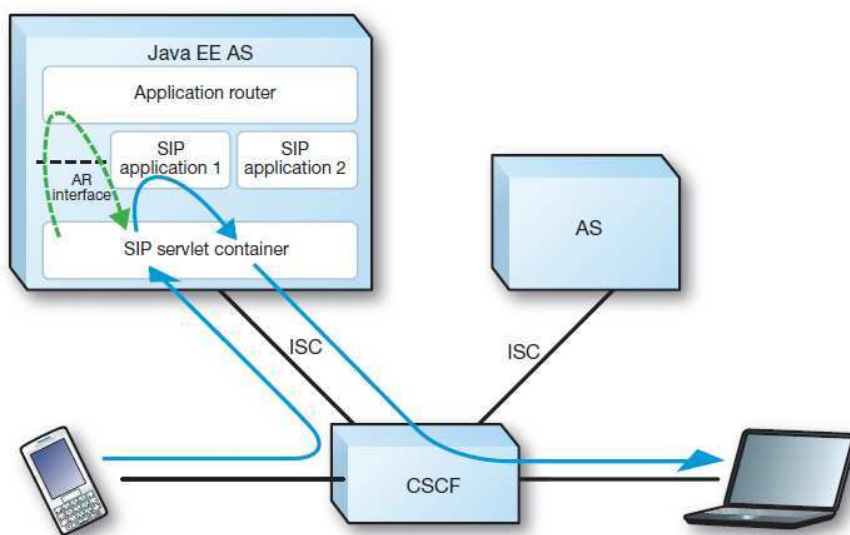 Java EE AS
Application router
SIP
application 1
SIP
application 2
AR
interface
SIP servlet container
AS
ISC
ISC
CSCF